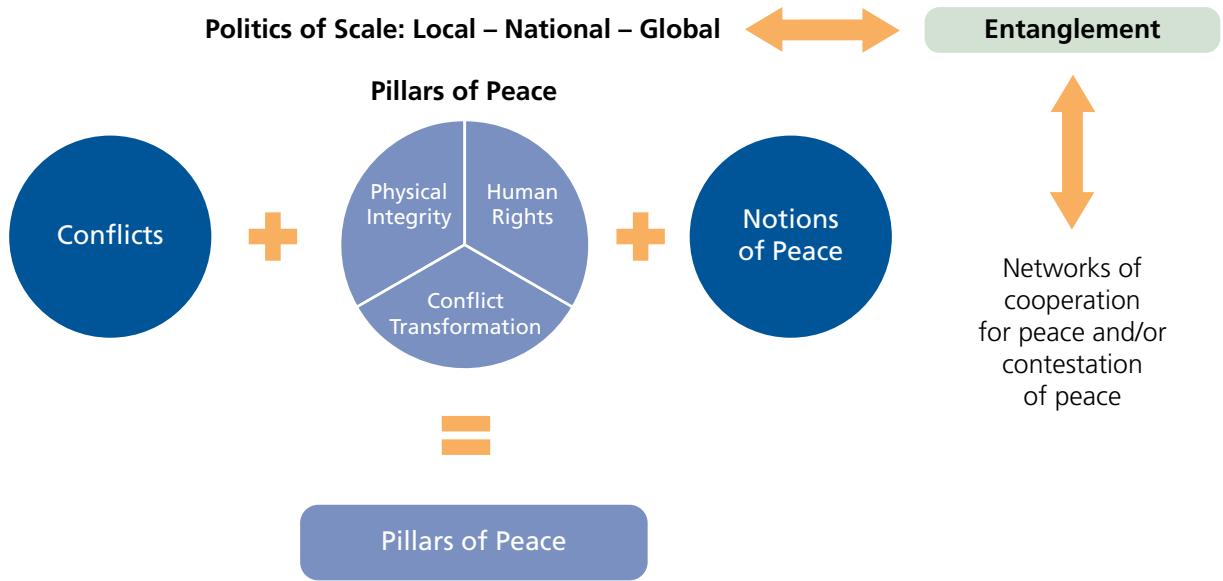 Politics of Scale: Local – National – Global
Entanglement
Pillars of Peace
Conflicts
Physical
Integrity
Human
Rights
Conflict
Transformation
Notions
of Peace
Networks of
cooperation
for peace and/or
contestation
of peace
Pillars of Peace